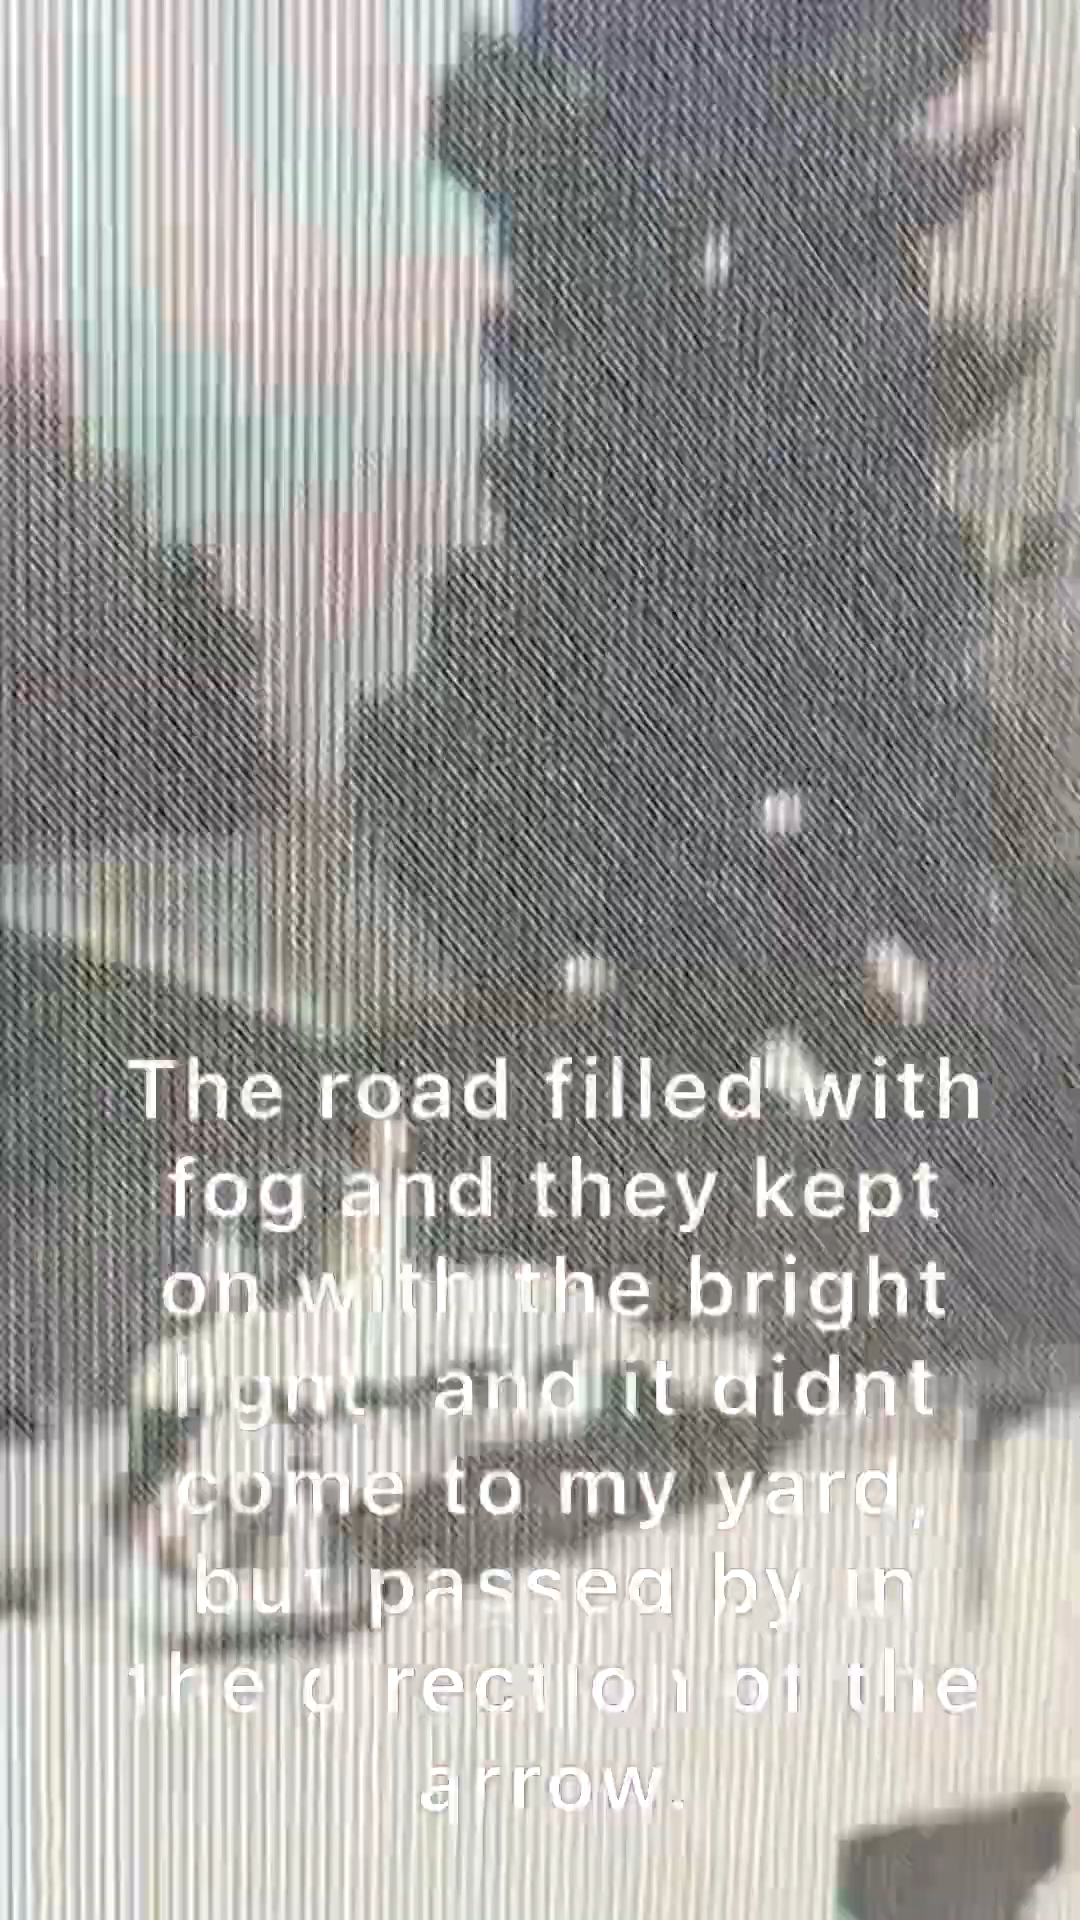 The road filled with
fog and they kept
on with the bright
light  and it didnt
come to my yard,
but passed by in
the direction of the
arrow.